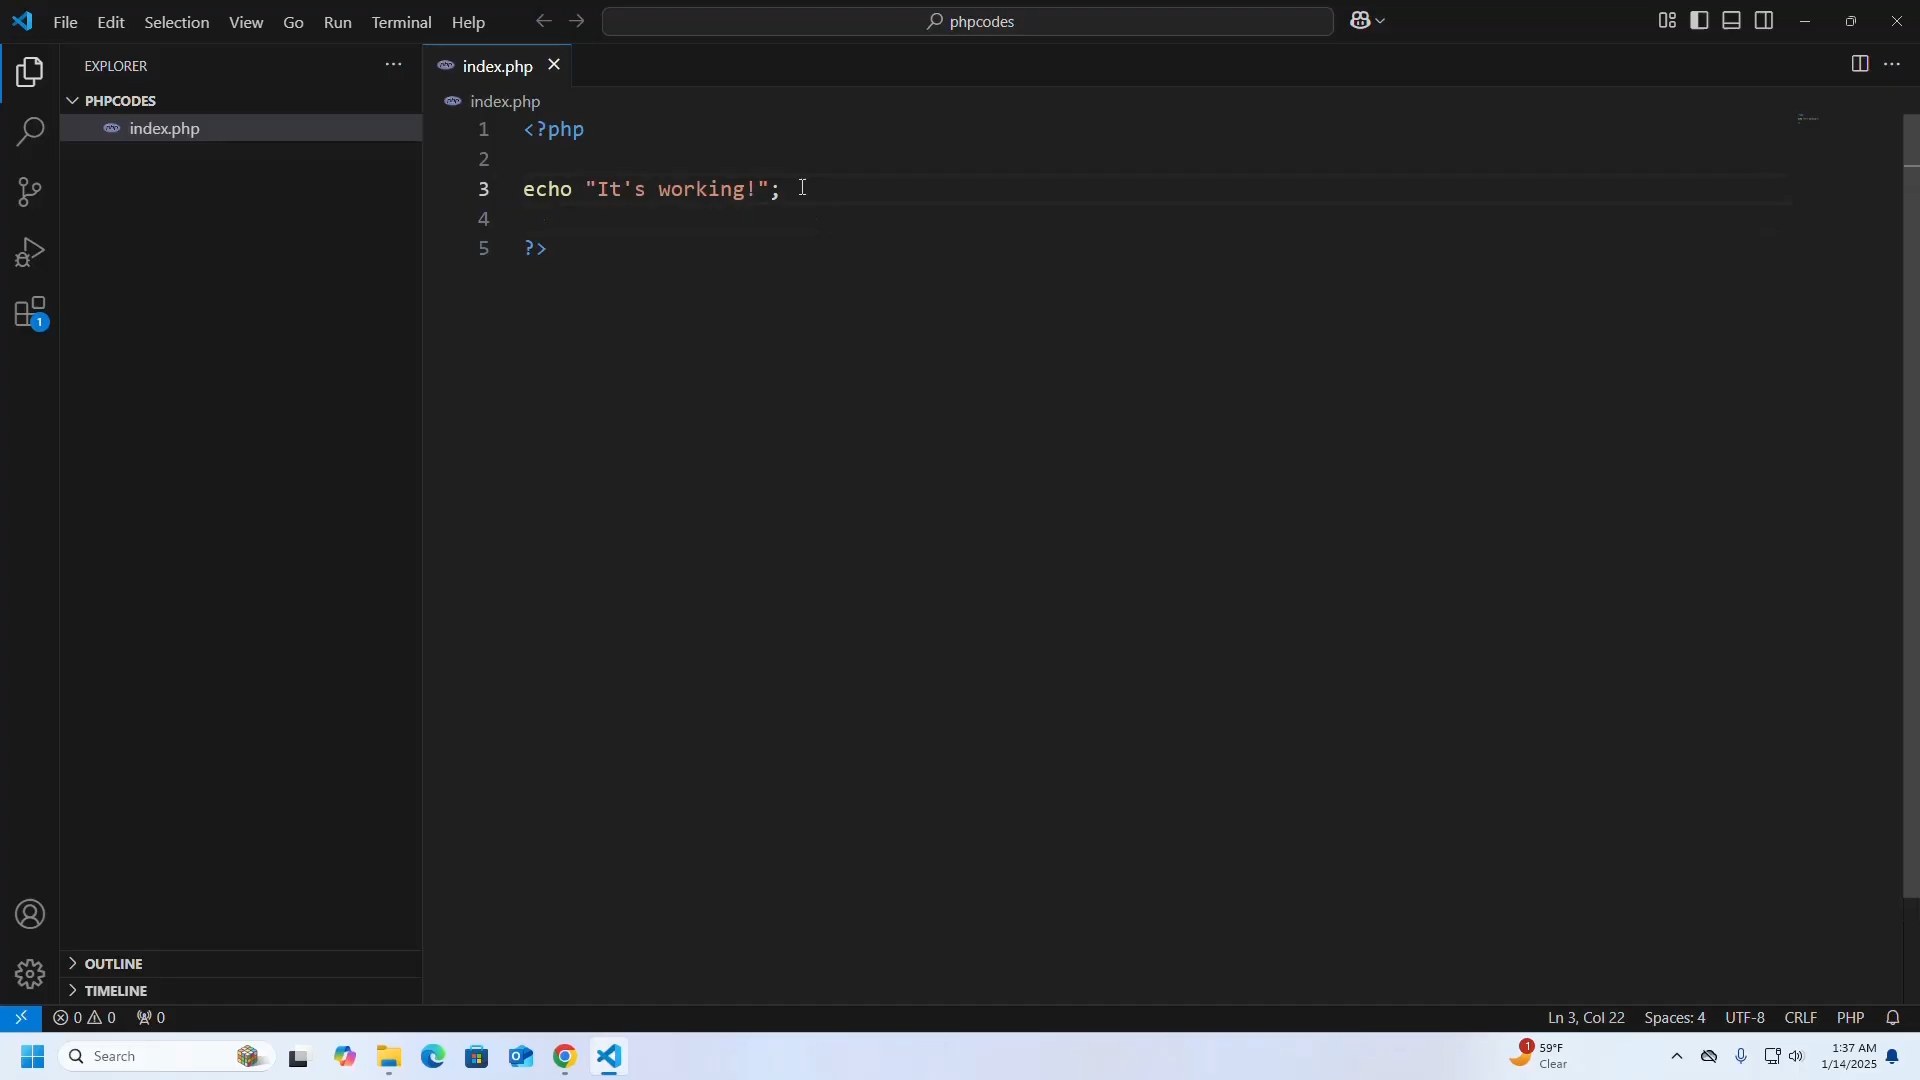 File Edit Selection View Go Run Terminal Help
phpcodes
EXPLORER
PHPCODES
index.php
OUTLINE
TIMELINE
index.php
index.php
1 <?php
2
3 echo "It's working!";
4
5 ?>
1
0 0 0
Ln 3, Col 22 Spaces: 4 UTF-8 CRLF PHP
Search
1
59°F
Clear
1:37 AM
1/14/2025